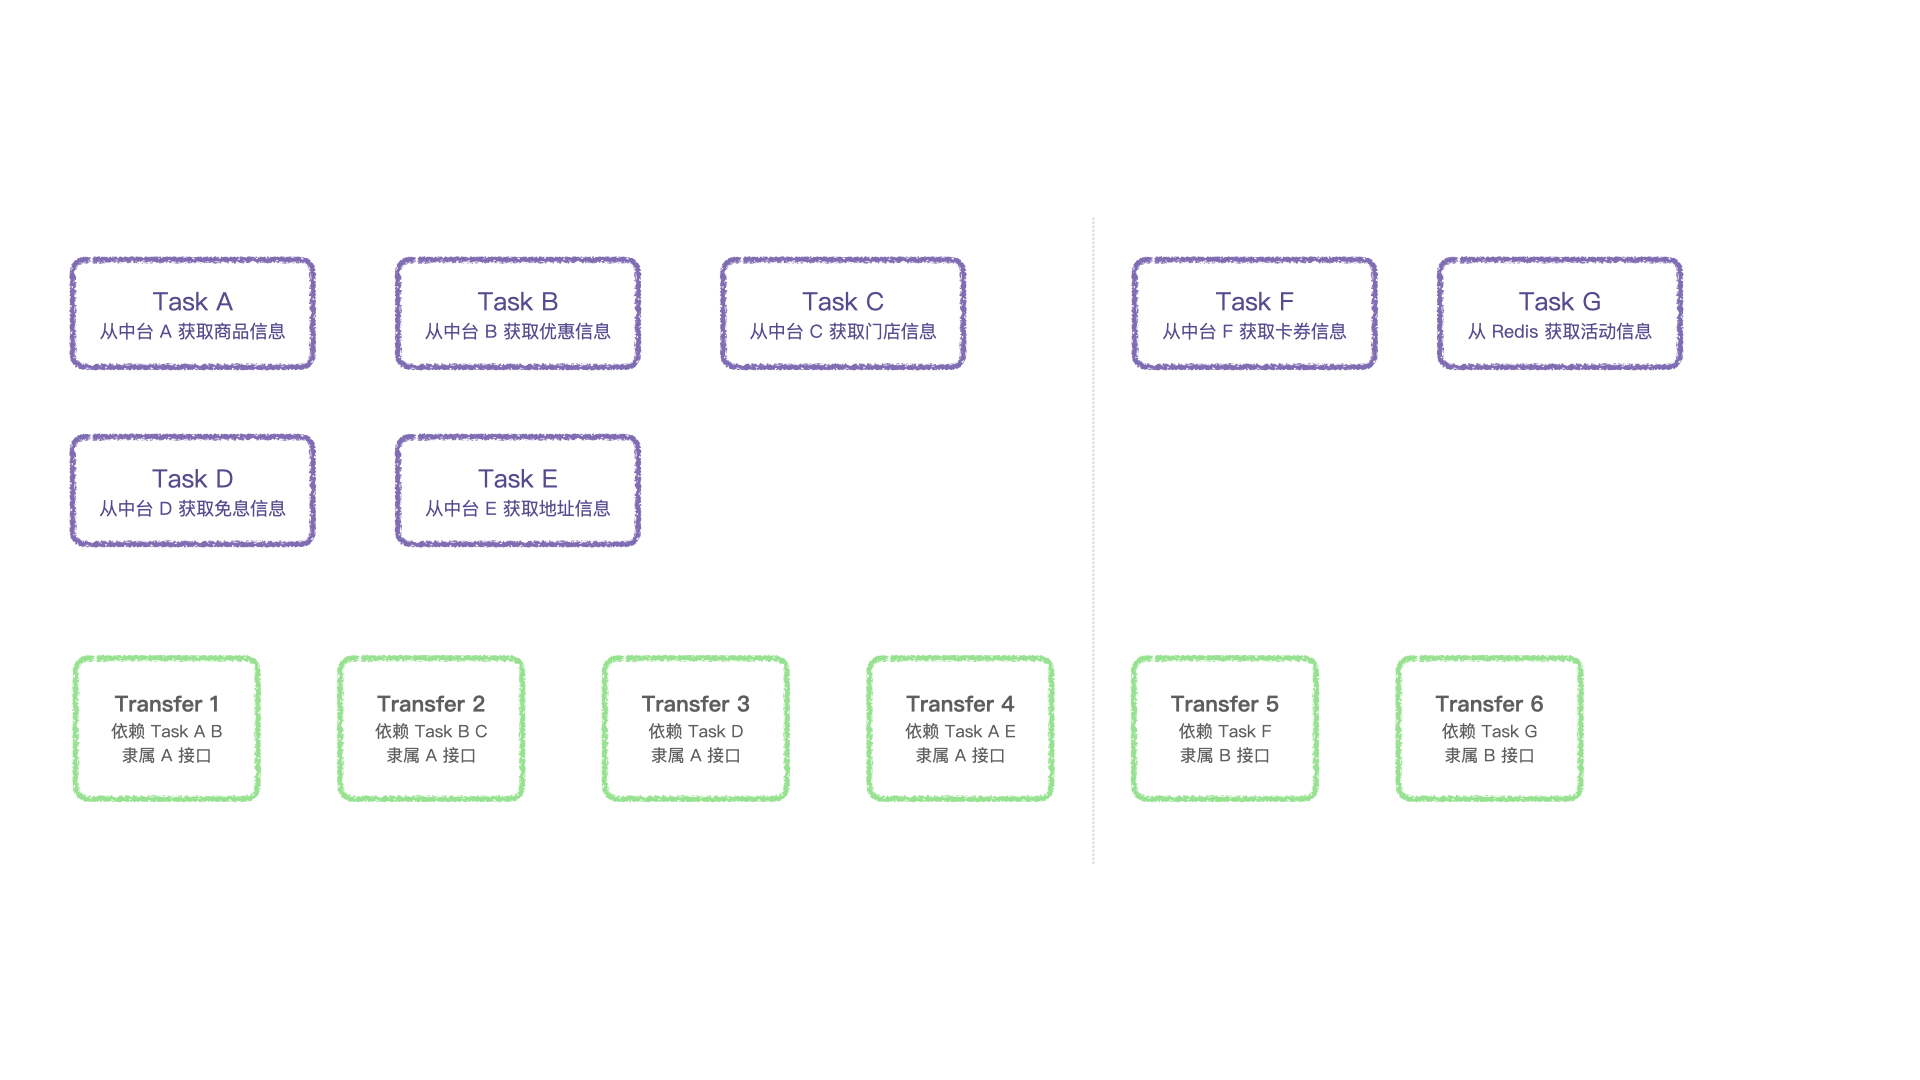 Task A
从中台 A 获取商品信息
Task B
从中台 B 获取优惠信息
Task C
从中台 C 获取门店信息
Task F
从中台 F 获取卡券信息
Task G
从 Redis 获取活动信息
Task D
从中台 D 获取免息信息
Task E
从中台 E 获取地址信息
Transfer 1
依赖 Task A B
隶属 A 接口
Transfer 2
依赖 Task B C
隶属 A 接口
Transfer 3
依赖 Task D
隶属 A 接口
Transfer 4
依赖 Task A E
隶属 A 接口
Transfer 5
依赖 Task F
隶属 B 接口
Transfer 6
依赖 Task G
隶属 B 接口